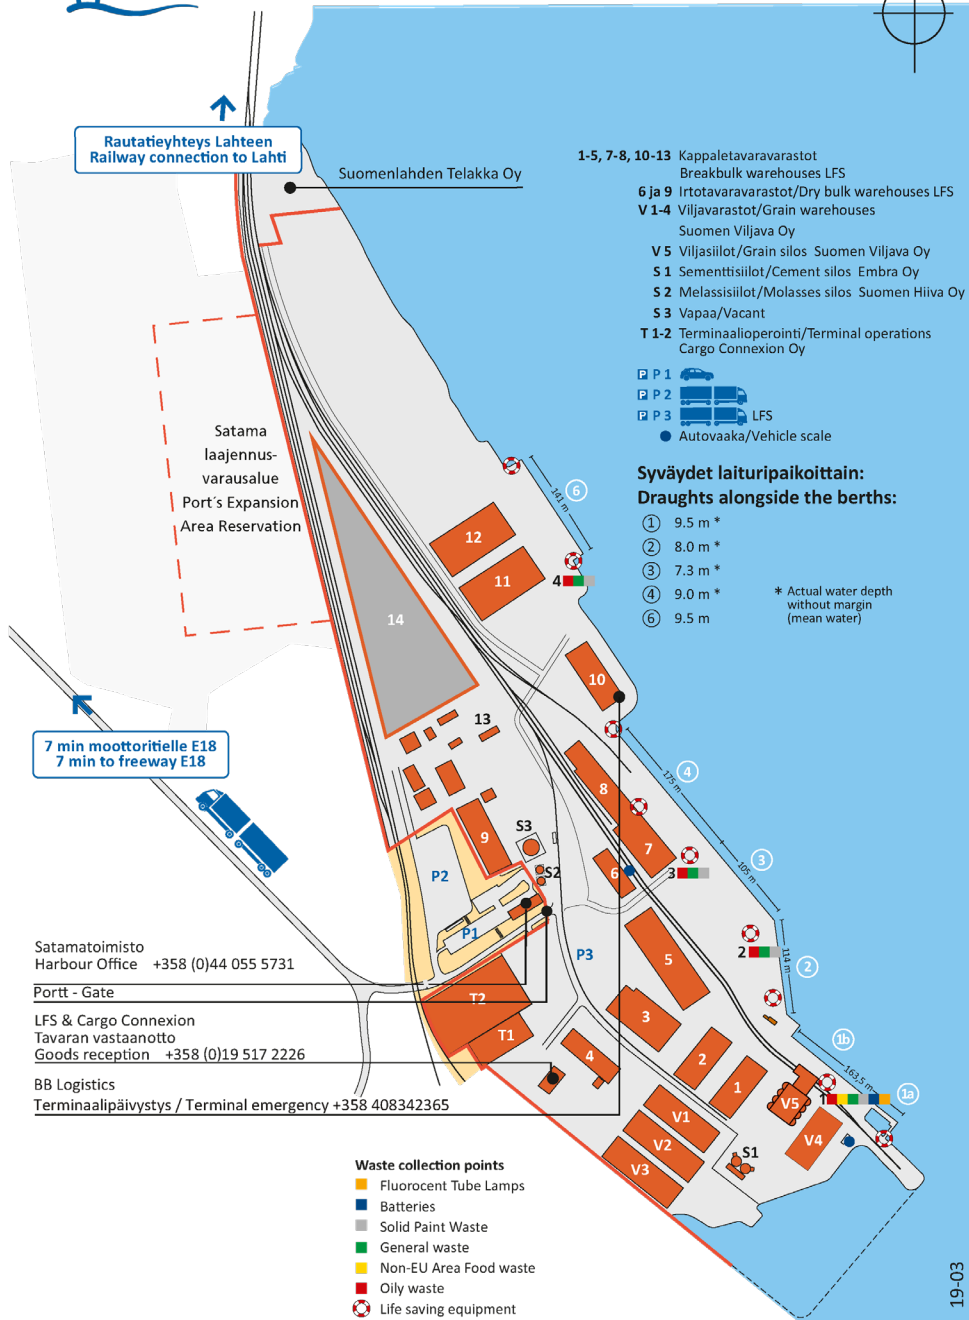 Rautatieyhteys Lahteen
Railway connection to Lahti
Suomenlahden Telakka Oy
1-5, 7-8, 10-13 Kappaletavaravarastot
Breakbulk warehouses LFS
6 ja 9 Irtotavaravarastot/Dry bulk warehouses LFS
V 1-4 Viljavarastot/Grain warehouses
Suomen Viljava Oy
V 5 Viljasiilot/Grain silos Suomen Viljava Oy
S 1 Sementtisiilot/Cement silos Embra Oy
S 2 Melassisiilot/Molasses silos Suomen Hiiva Oy
S 3 Vapaa/Vacant
T 1-2 Terminaalioperointi/Terminal operations
Cargo Connexion Oy
P P 1
P P 2
P P 3 LFS
Autovaaka/Vehicle scale
Syväydet laituripaikoittain:
Draughts alongside the berths:
1 9.5 m *
2 8.0 m *
3 7.3 m *
4 9.0 m *
6 9.5 m
* Actual water depth
without margin
(mean water)
Satama
laajennus-
varausalue
Port´s Expansion
Area Reservation
141 m
6
12
11
4
14
10
13
7 min moottoritielle E18
7 min to freeway E18
175 m
4
8
7
9
S3
S2
6
3
105 m
3
P2
P1
P3
5
2
114 m
2
T2
T1
3
4
2
1
V1
V2
V3
V5
V4
S1
1
1b
163,5 m
1a
Satamatoimisto
Harbour Office +358 (0)44 055 5731
Portt - Gate
LFS & Cargo Connexion
Tavaran vastaanotto
Goods reception +358 (0)19 517 2226
BB Logistics
Terminaalipäivystys / Terminal emergency +358 408342365
Waste collection points
Fluorocent Tube Lamps
Batteries
Solid Paint Waste
General waste
Non-EU Area Food waste
Oily waste
Life saving equipment
19-03